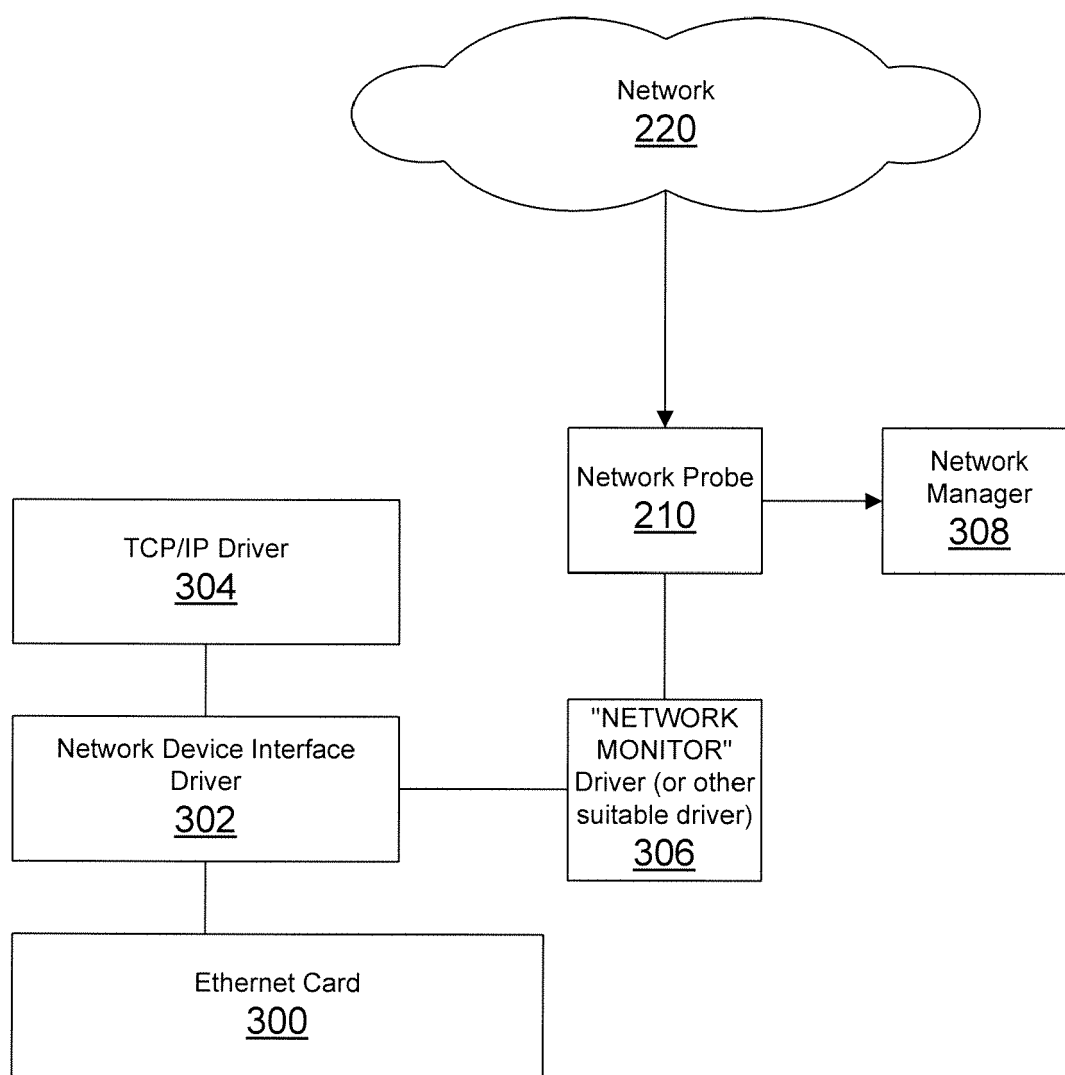 Network
220
Network Probe
210
Network
Manager
308
TCP/IP Driver
304
Network Device Interface
Driver
302
"NETWORK
MONITOR"
Driver (or other
suitable driver)
306
Ethernet Card
300